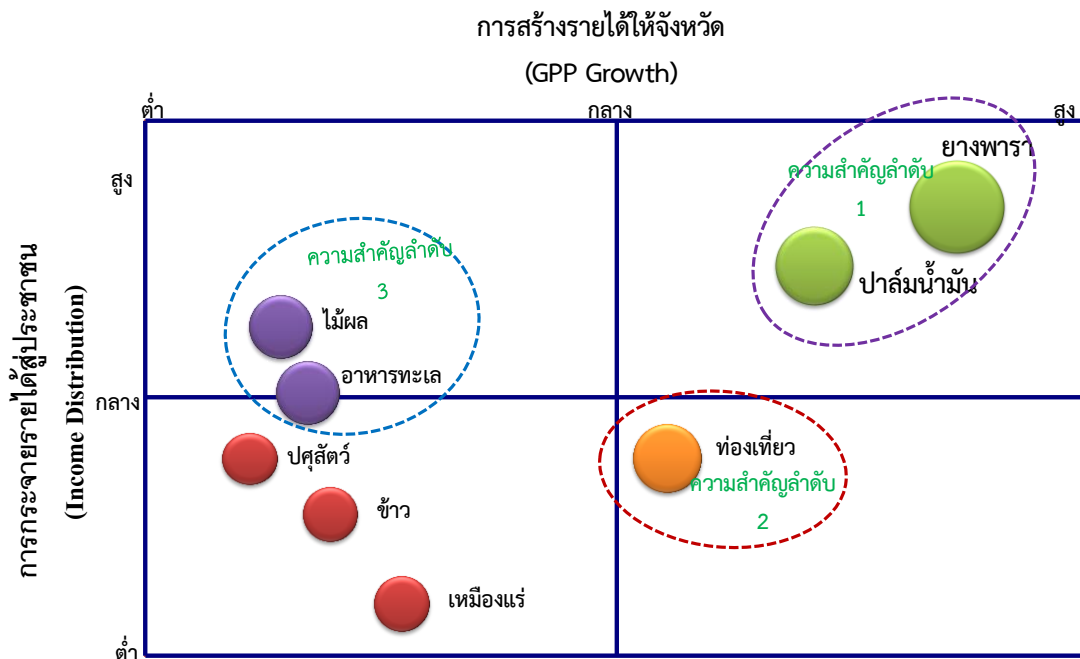 การสร้างรายได้ให้จังหวัด
(GPP Growth)
ต่ำ
กลาง
สูง
ยางพารา
ความสำคัญลำดับ
1
สูง
ปาล์มน้ำมัน
ความสำคัญลำดับ
3
ไม้ผล
อาหารทะเล
การกระจายรายได้สู่ประชาชน
(Income Distribution)
กลาง
ปศุสัตว์
ท่องเที่ยว
ความสำคัญลำดับ
2
ข้าว
เหมืองแร่
ต่ำ